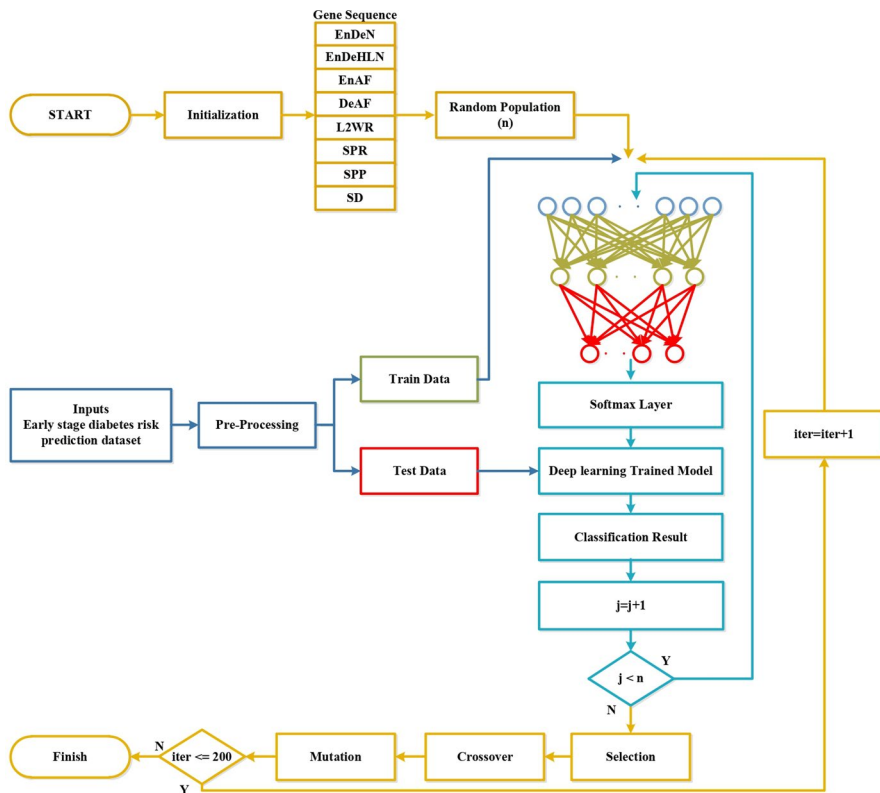 Gene Sequence
EnDeN
EnDeHLN
EnAF
DeAF
L2WR
SPR
SPP
SD
START
Initialization
Random Population
(n)
Inputs
Early stage diabetes risk
prediction dataset
Pre-Processing
Train Data
Test Data
Softmax Layer
Deep learning Trained Model
Classification Result
j=j+1
j < n
Y
N
iter=iter+1
Selection
Crossover
Mutation
iter <= 200
N
Y
Finish